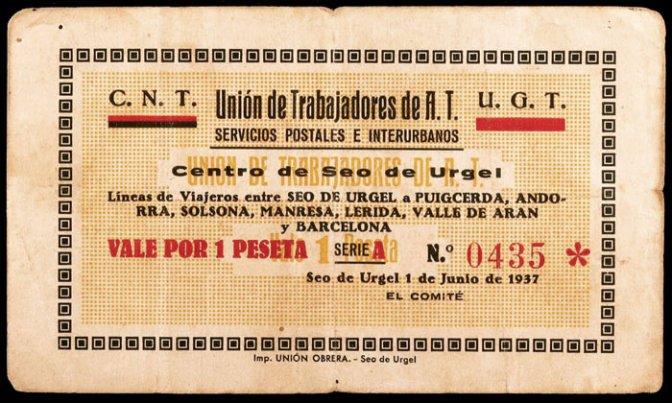 C. N. T. Unión de Trabajadores de A. T. U. G. T.
SERVICIOS POSTALES E INTERURBANOS
UNION DE TRABAJADORES DE A. T.
Centro de Seo de Urgel
Líneas de Viajeros entre SEO DE URGEL a PUIGCERDA, ANDO-
RRA, SOLSONA, MANRESA, LERIDA, VALLE DE ARAN
y BARCELONA
Vale 1 Peseta
VALE POR 1 PESETA SERIE A N.º 0435 *
Seo de Urgel 1 de Junio de 1937
EL COMITÉ
Imp. UNIÓN OBRERA. - Seo de Urgel